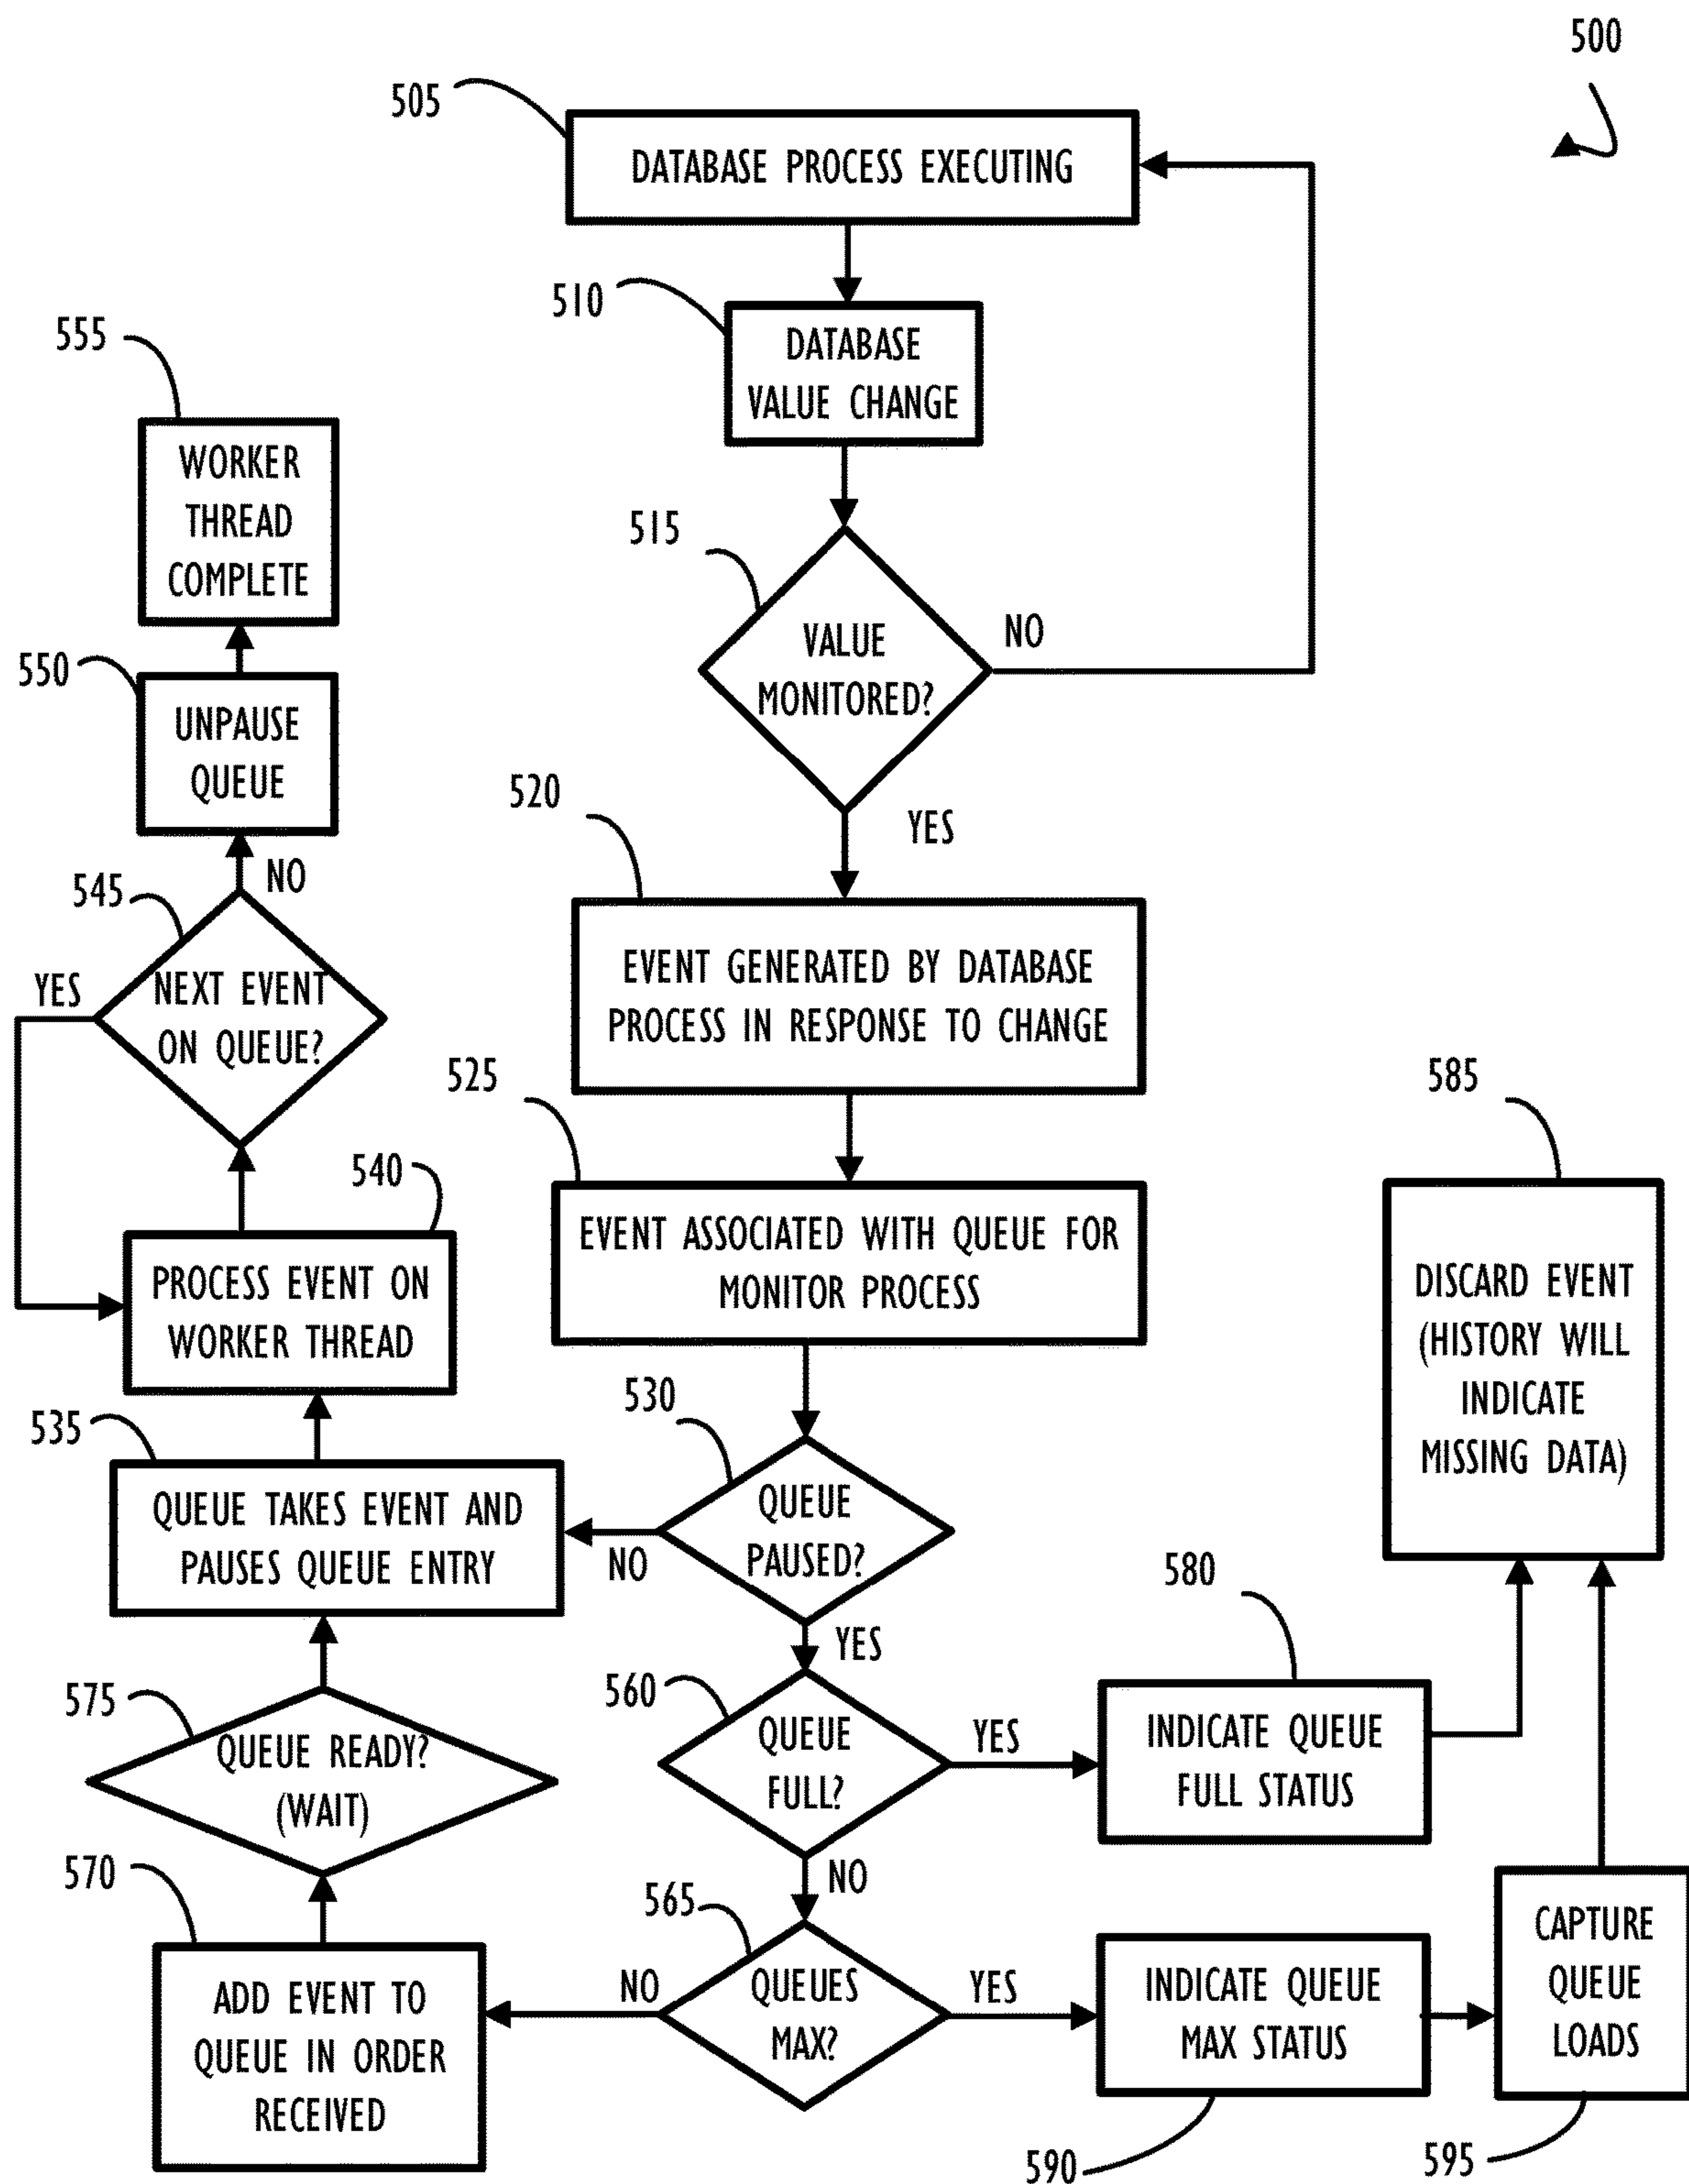 500
505
DATABASE PROCESS EXECUTING
510
DATABASE
VALUE CHANGE
515
VALUE
MONITORED?
NO
YES
520
EVENT GENERATED BY DATABASE
PROCESS IN RESPONSE TO CHANGE
525
EVENT ASSOCIATED WITH QUEUE FOR
MONITOR PROCESS
530
QUEUE
PAUSED?
NO
YES
555
WORKER
THREAD
COMPLETE
550
UNPAUSE
QUEUE
NO
545
YES
NEXT EVENT
ON QUEUE?
540
PROCESS EVENT ON
WORKER THREAD
535
QUEUE TAKES EVENT AND
PAUSES QUEUE ENTRY
575
QUEUE READY?
(WAIT)
570
ADD EVENT TO
QUEUE IN ORDER
RECEIVED
560
QUEUE
FULL?
YES
NO
565
QUEUES
MAX?
NO
YES
580
INDICATE QUEUE
FULL STATUS
585
DISCARD EVENT
(HISTORY WILL
INDICATE
MISSING DATA)
INDICATE QUEUE
MAX STATUS
590
CAPTURE
QUEUE
LOADS
595